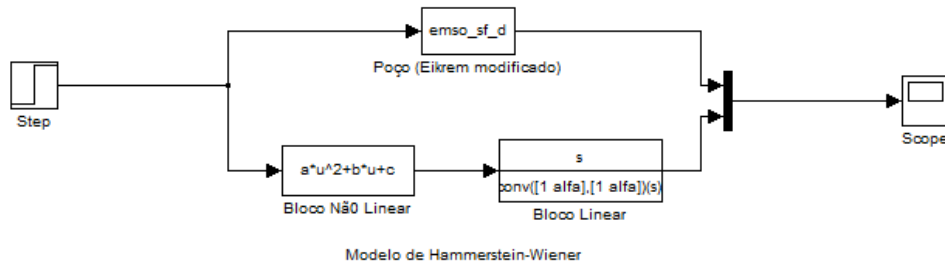 emso_sf_d
Poço (Eikrem modificado)
Step
Scope
a*u^2+b*u+c
Bloco Nã0 Linear
s
conv([1 alfa],[1 alfa])(s)
Bloco Linear
Modelo de Hammerstein-Wiener